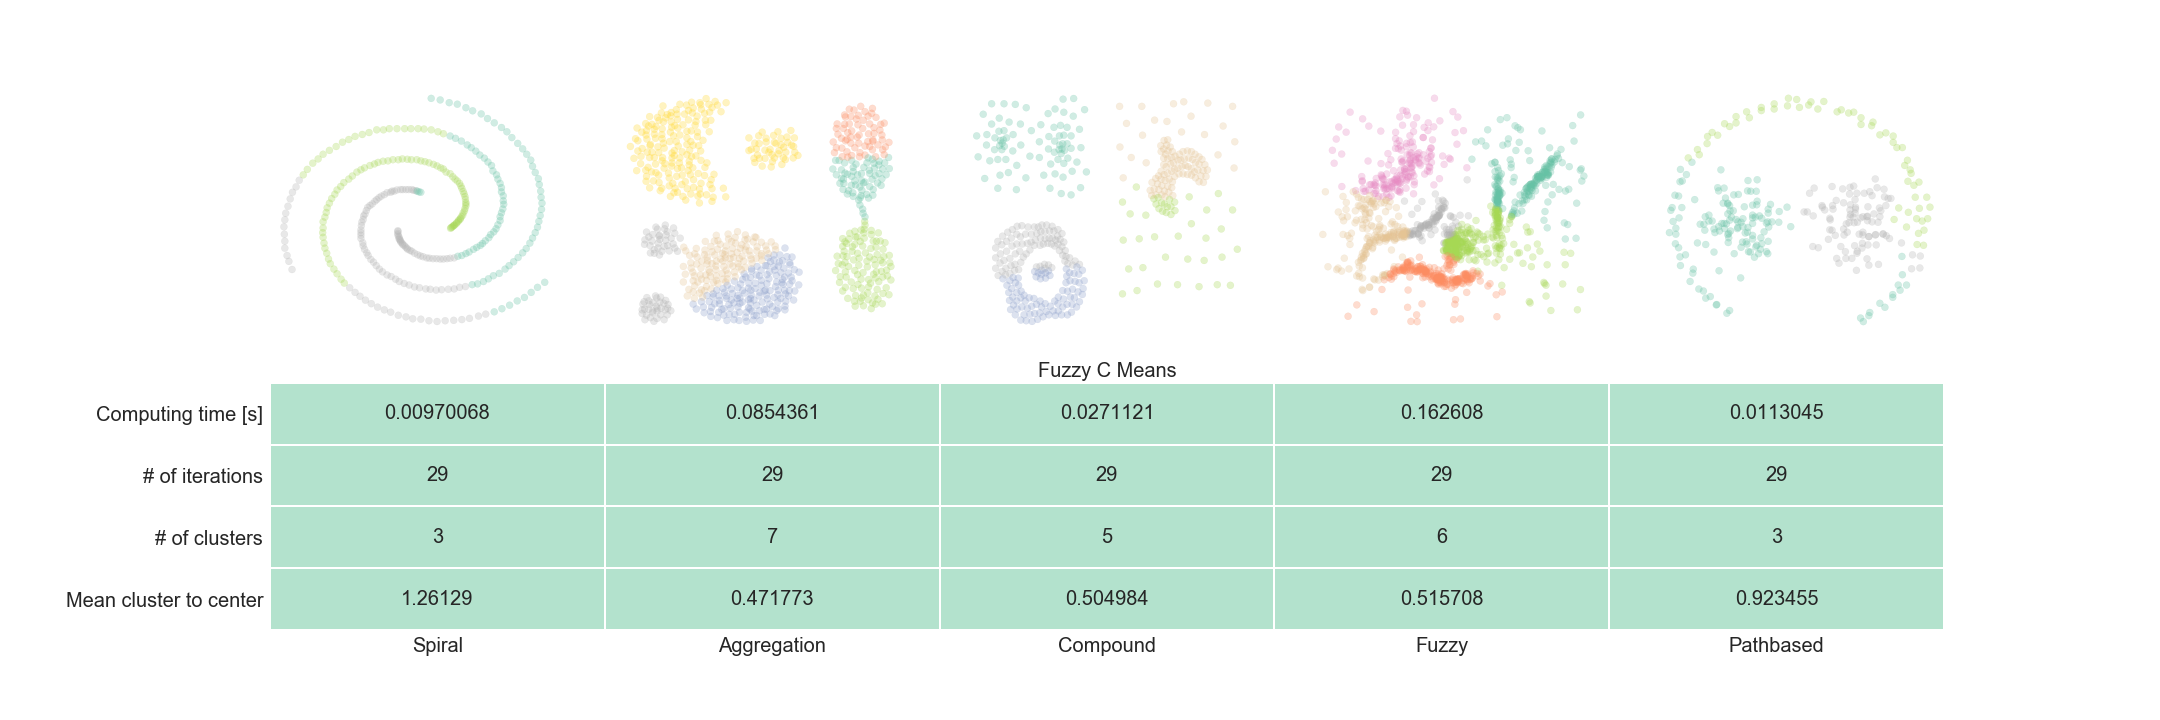 Fuzzy C Means
Computing time [s] 0.00970068 0.0854361 0.0271121 0.162608 0.0113045
# of iterations 29 29 29 29 29
# of clusters 3 7 5 6 3
Mean cluster to center 1.26129 0.471773 0.504984 0.515708 0.923455
Spiral Aggregation Compound Fuzzy Pathbased